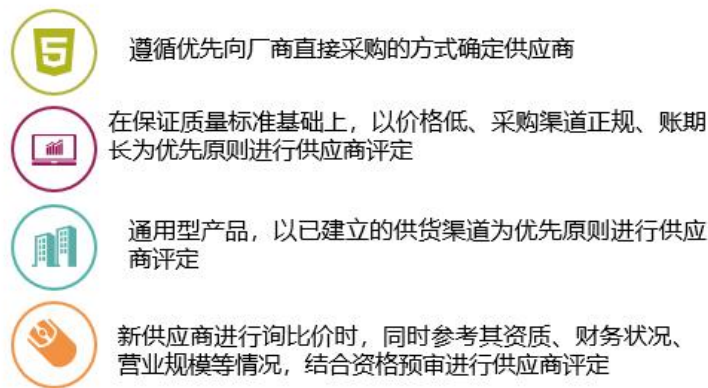 遵循优先向厂商直接采购的方式确定供应商
在保证质量标准基础上，以价格低、采购渠道正规、账期
长为优先原则进行供应商评定
通用型产品，以已建立的供货渠道为优先原则进行供应
商评定
新供应商进行询比价时，同时参考其资质、财务状况、
营业规模等情况，结合资格预审进行供应商评定